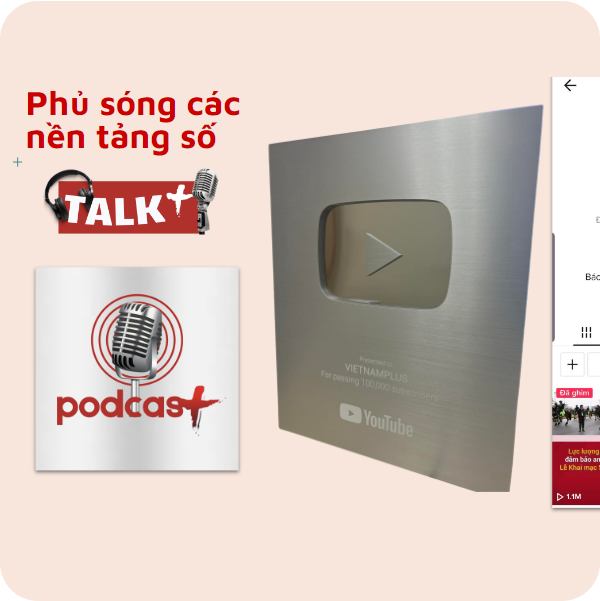 Phủ sóng các
nền tảng số
TALK+
podcast
Presented to
VIETNAMPLUS
For passing 100,000 subscribers
YouTube
Đã ghim
Lực lượng
đảm bảo an
Lễ Khai mạc
1.1M